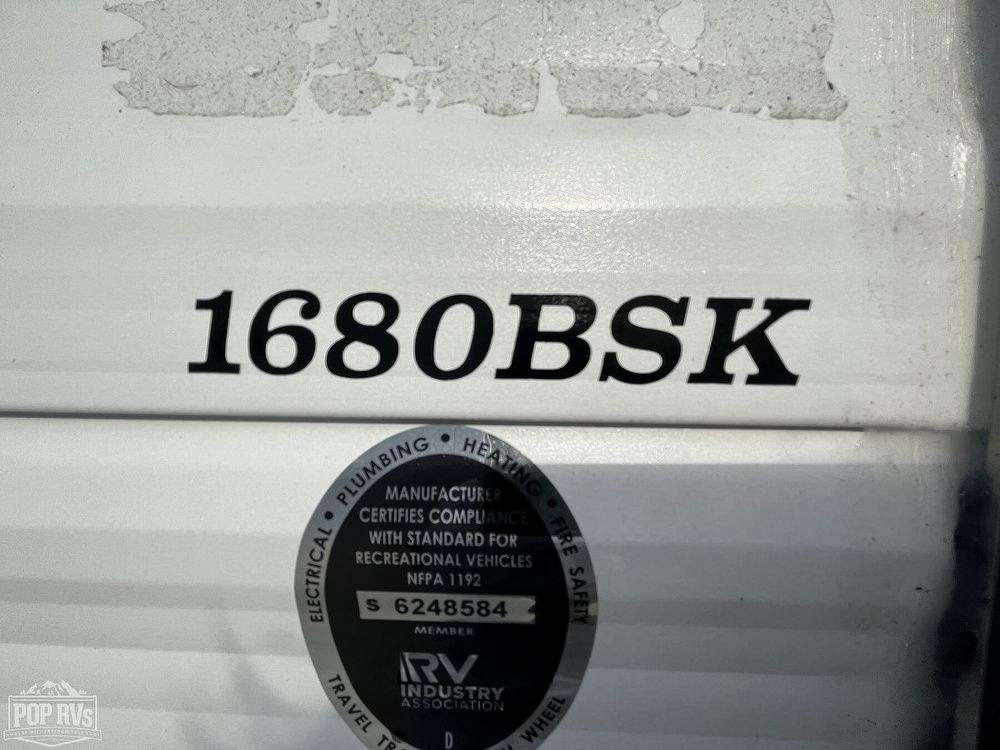 1680BSK
ELECTRICAL • PLUMBING • HEATING • FIRE SAFETY
MANUFACTURER
CERTIFIES COMPLIANCE
WITH STANDARD FOR
RECREATIONAL VEHICLES
NFPA 1192
S 6248584
MEMBER
RV
INDUSTRY
ASSOCIATION
D
TRAVEL WHEEL
POP RVs